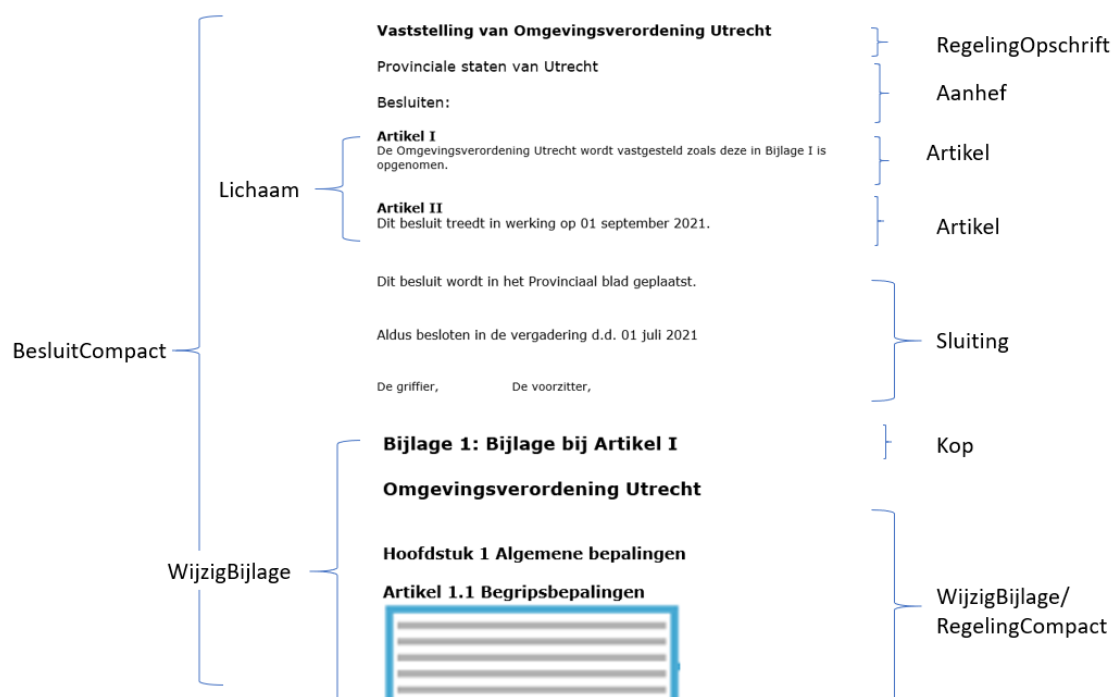 Vaststelling van Omgevingsverordening Utrecht
RegelingOpschrift
Provinciale staten van Utrecht
Aanhef
Besluiten:
Artikel I
De Omgevingsverordening Utrecht wordt vastgesteld zoals deze in Bijlage I is
opgenomen.
Artikel
Lichaam
Artikel II
Dit besluit treedt in werking op 01 september 2021.
Artikel
Dit besluit wordt in het Provinciaal blad geplaatst.
Aldus besloten in de vergadering d.d. 01 juli 2021
Sluiting
BesluitCompact
De griffier, De voorzitter,
Bijlage 1: Bijlage bij Artikel I
Kop
Omgevingsverordening Utrecht
Hoofdstuk 1 Algemene bepalingen
WijzigBijlage
Artikel 1.1 Begripsbepalingen
WijzigBijlage/
RegelingCompact